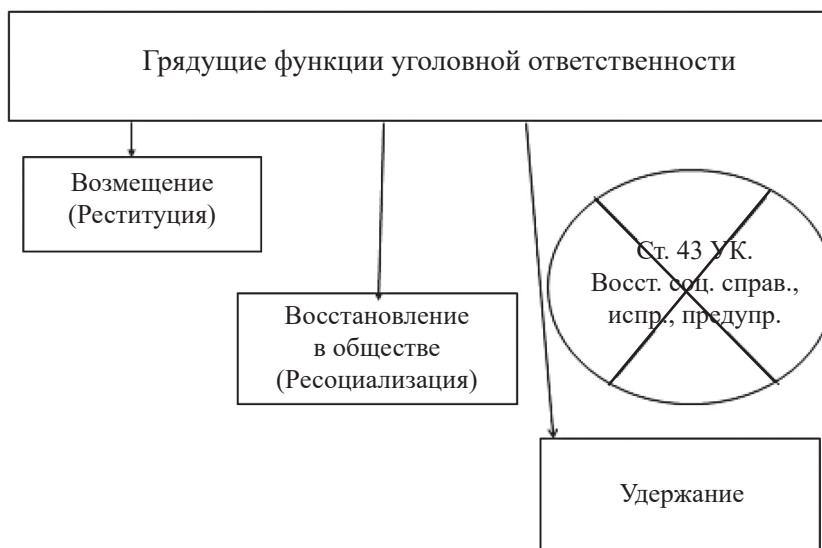 Грядущие функции уголовной ответственности
Возмещение
(Реституция)
Ст. 43 УК.
Восст. соц. справ.,
испр., предупр.
Восстановление
в обществе
(Ресоциализация)
Удержание